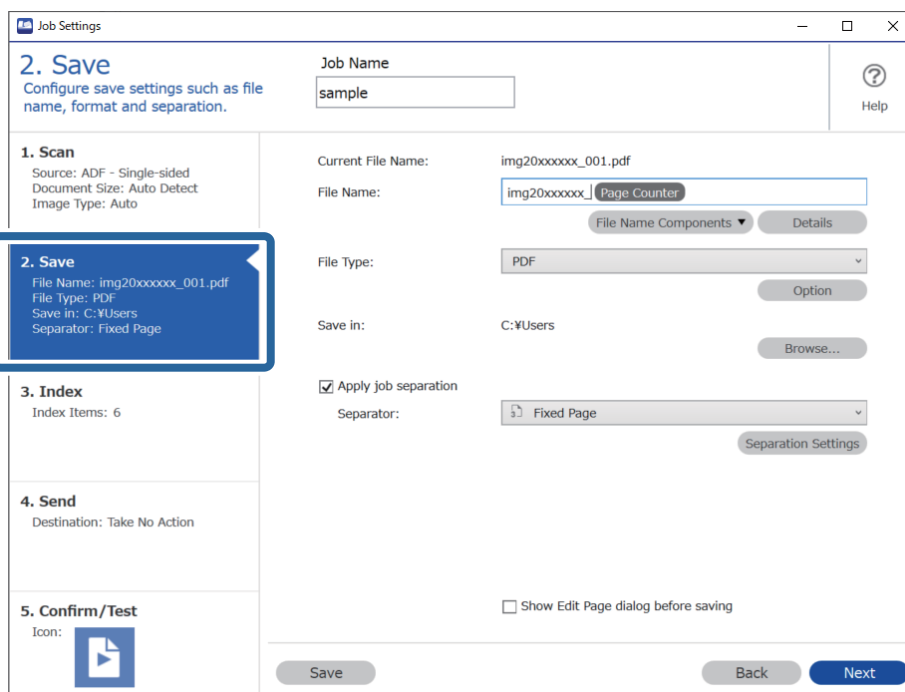 Job Settings
2. Save
Configure save settings such as file
name, format and separation.
Job Name
sample
Help
1. Scan
Source: ADF - Single-sided
Document Size: Auto Detect
Image Type: Auto
2. Save
File Name: img20xxxxxx_001.pdf
File Type: PDF
Save in: C:¥Users
Separator: Fixed Page
3. Index
Index Items: 6
4. Send
Destination: Take No Action
5. Confirm/Test
Icon:
Current File Name: img20xxxxxx_001.pdf
File Name: img20xxxxxx_ Page Counter
File Name Components ▼ Details
File Type: PDF
Option
Save in: C:¥Users
Browse...
Apply job separation
Separator: Fixed Page
Separation Settings
Show Edit Page dialog before saving
Save Back Next